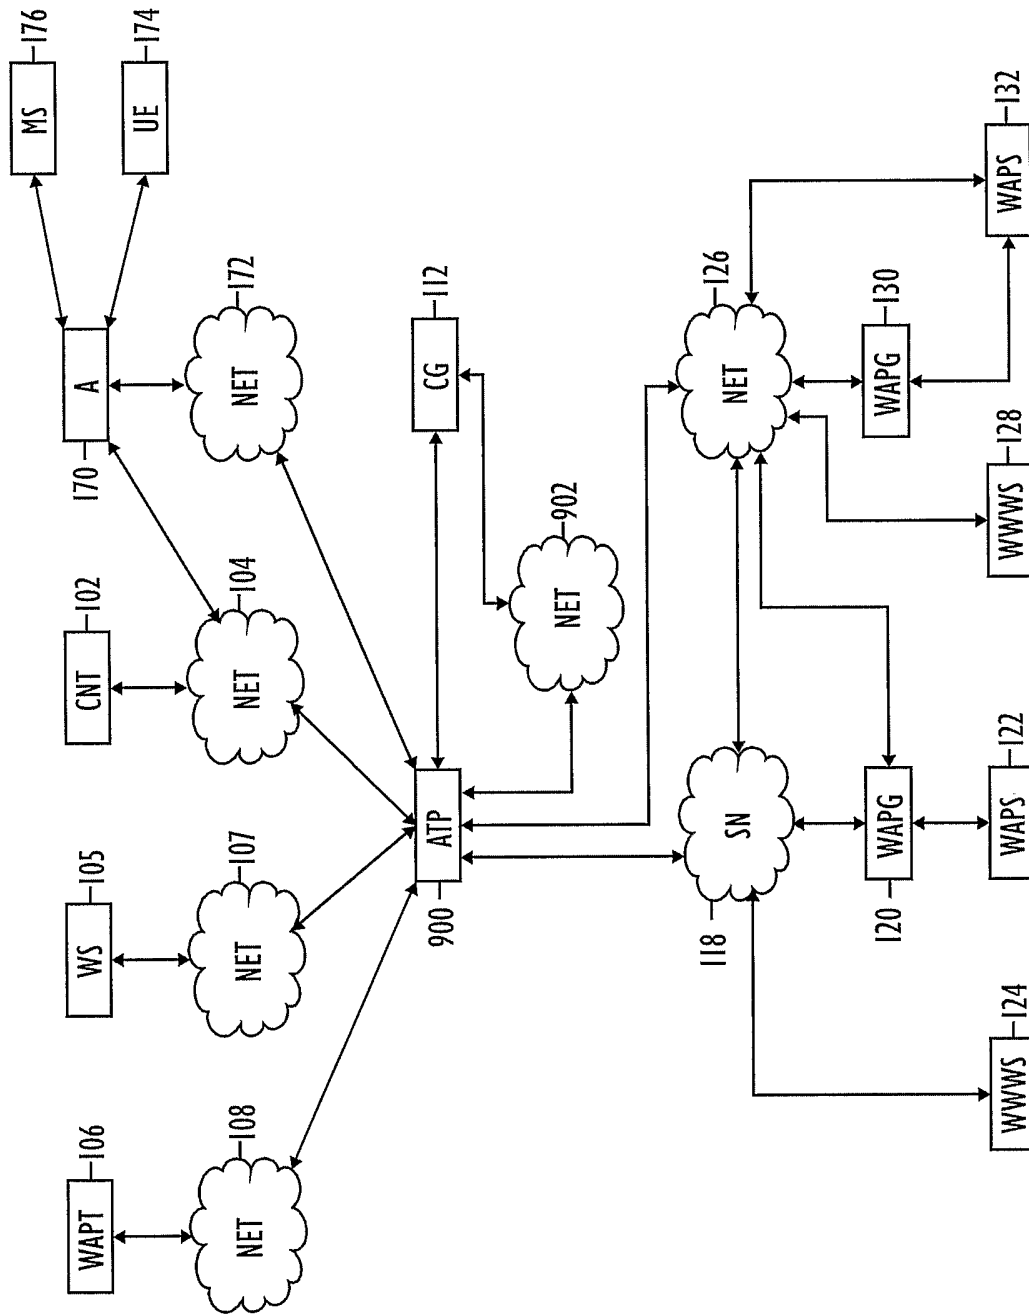 MS 176
UE 174
A 170
NET 172
CNT 102
NET 104
WS 105
NET 107
WAPT 106
NET 108
ATP 900
CG 112
NET 902
NET 126
SN 118
WAPG 130
WAPS 132
WWWS 128
WAPG 120
WAPS 122
WWWS 124